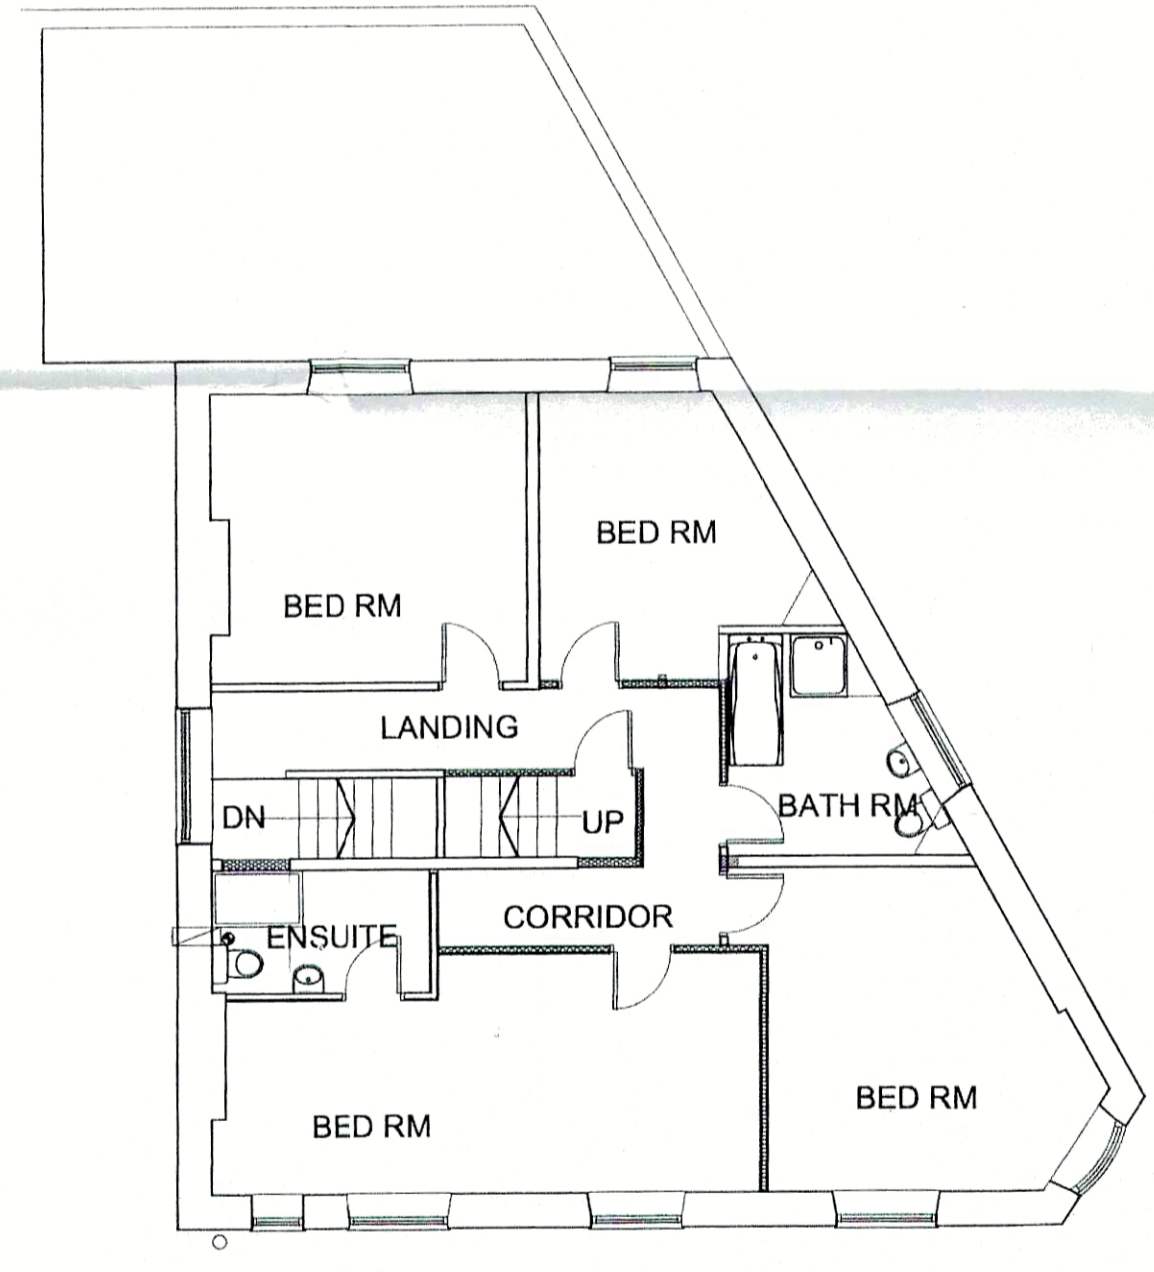 BED RM
BED RM
LANDING
DN
UP
BATH RM
ENSUITE
CORRIDOR
BED RM
BED RM